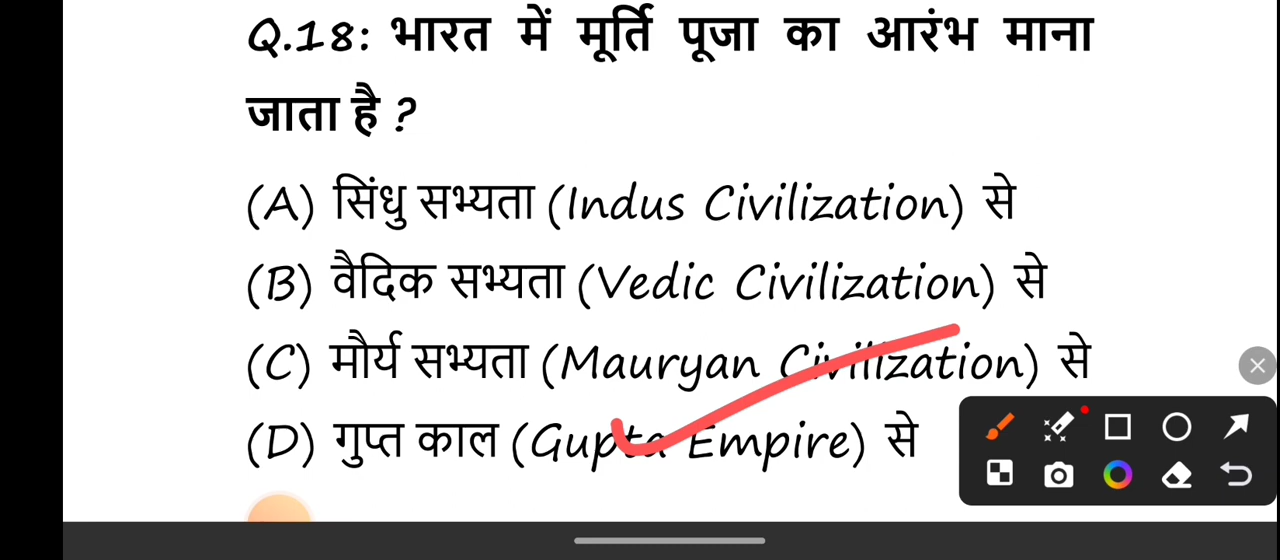 Q.18: भारत में मूर्ति पूजा का आरंभ माना
जाता है ?
(A) सिंधु सभ्यता (Indus Civilization) से
(B) वैदिक सभ्यता (Vedic Civilization) से
(C) मौर्य सभ्यता (Mauryan Civilization) से
(D) गुप्त काल (Gupta Empire) से